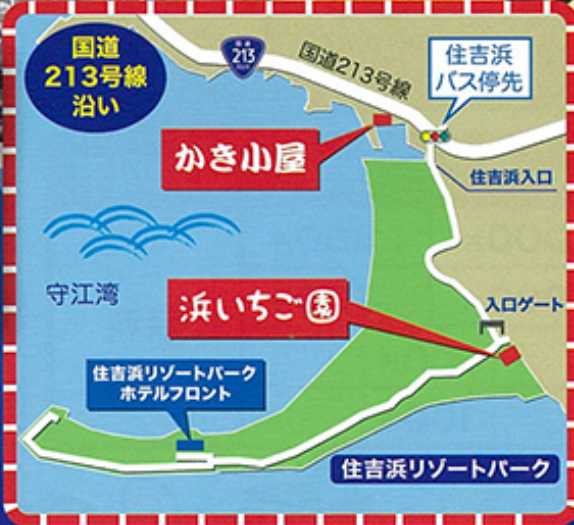 国道
213号線
沿い
国道
213
国道213号線
住吉浜
バス停先
かき小屋
住吉浜入口
守江湾
浜いちご園
入口ゲート
住吉浜リゾートパーク
ホテルフロント
住吉浜リゾートパーク